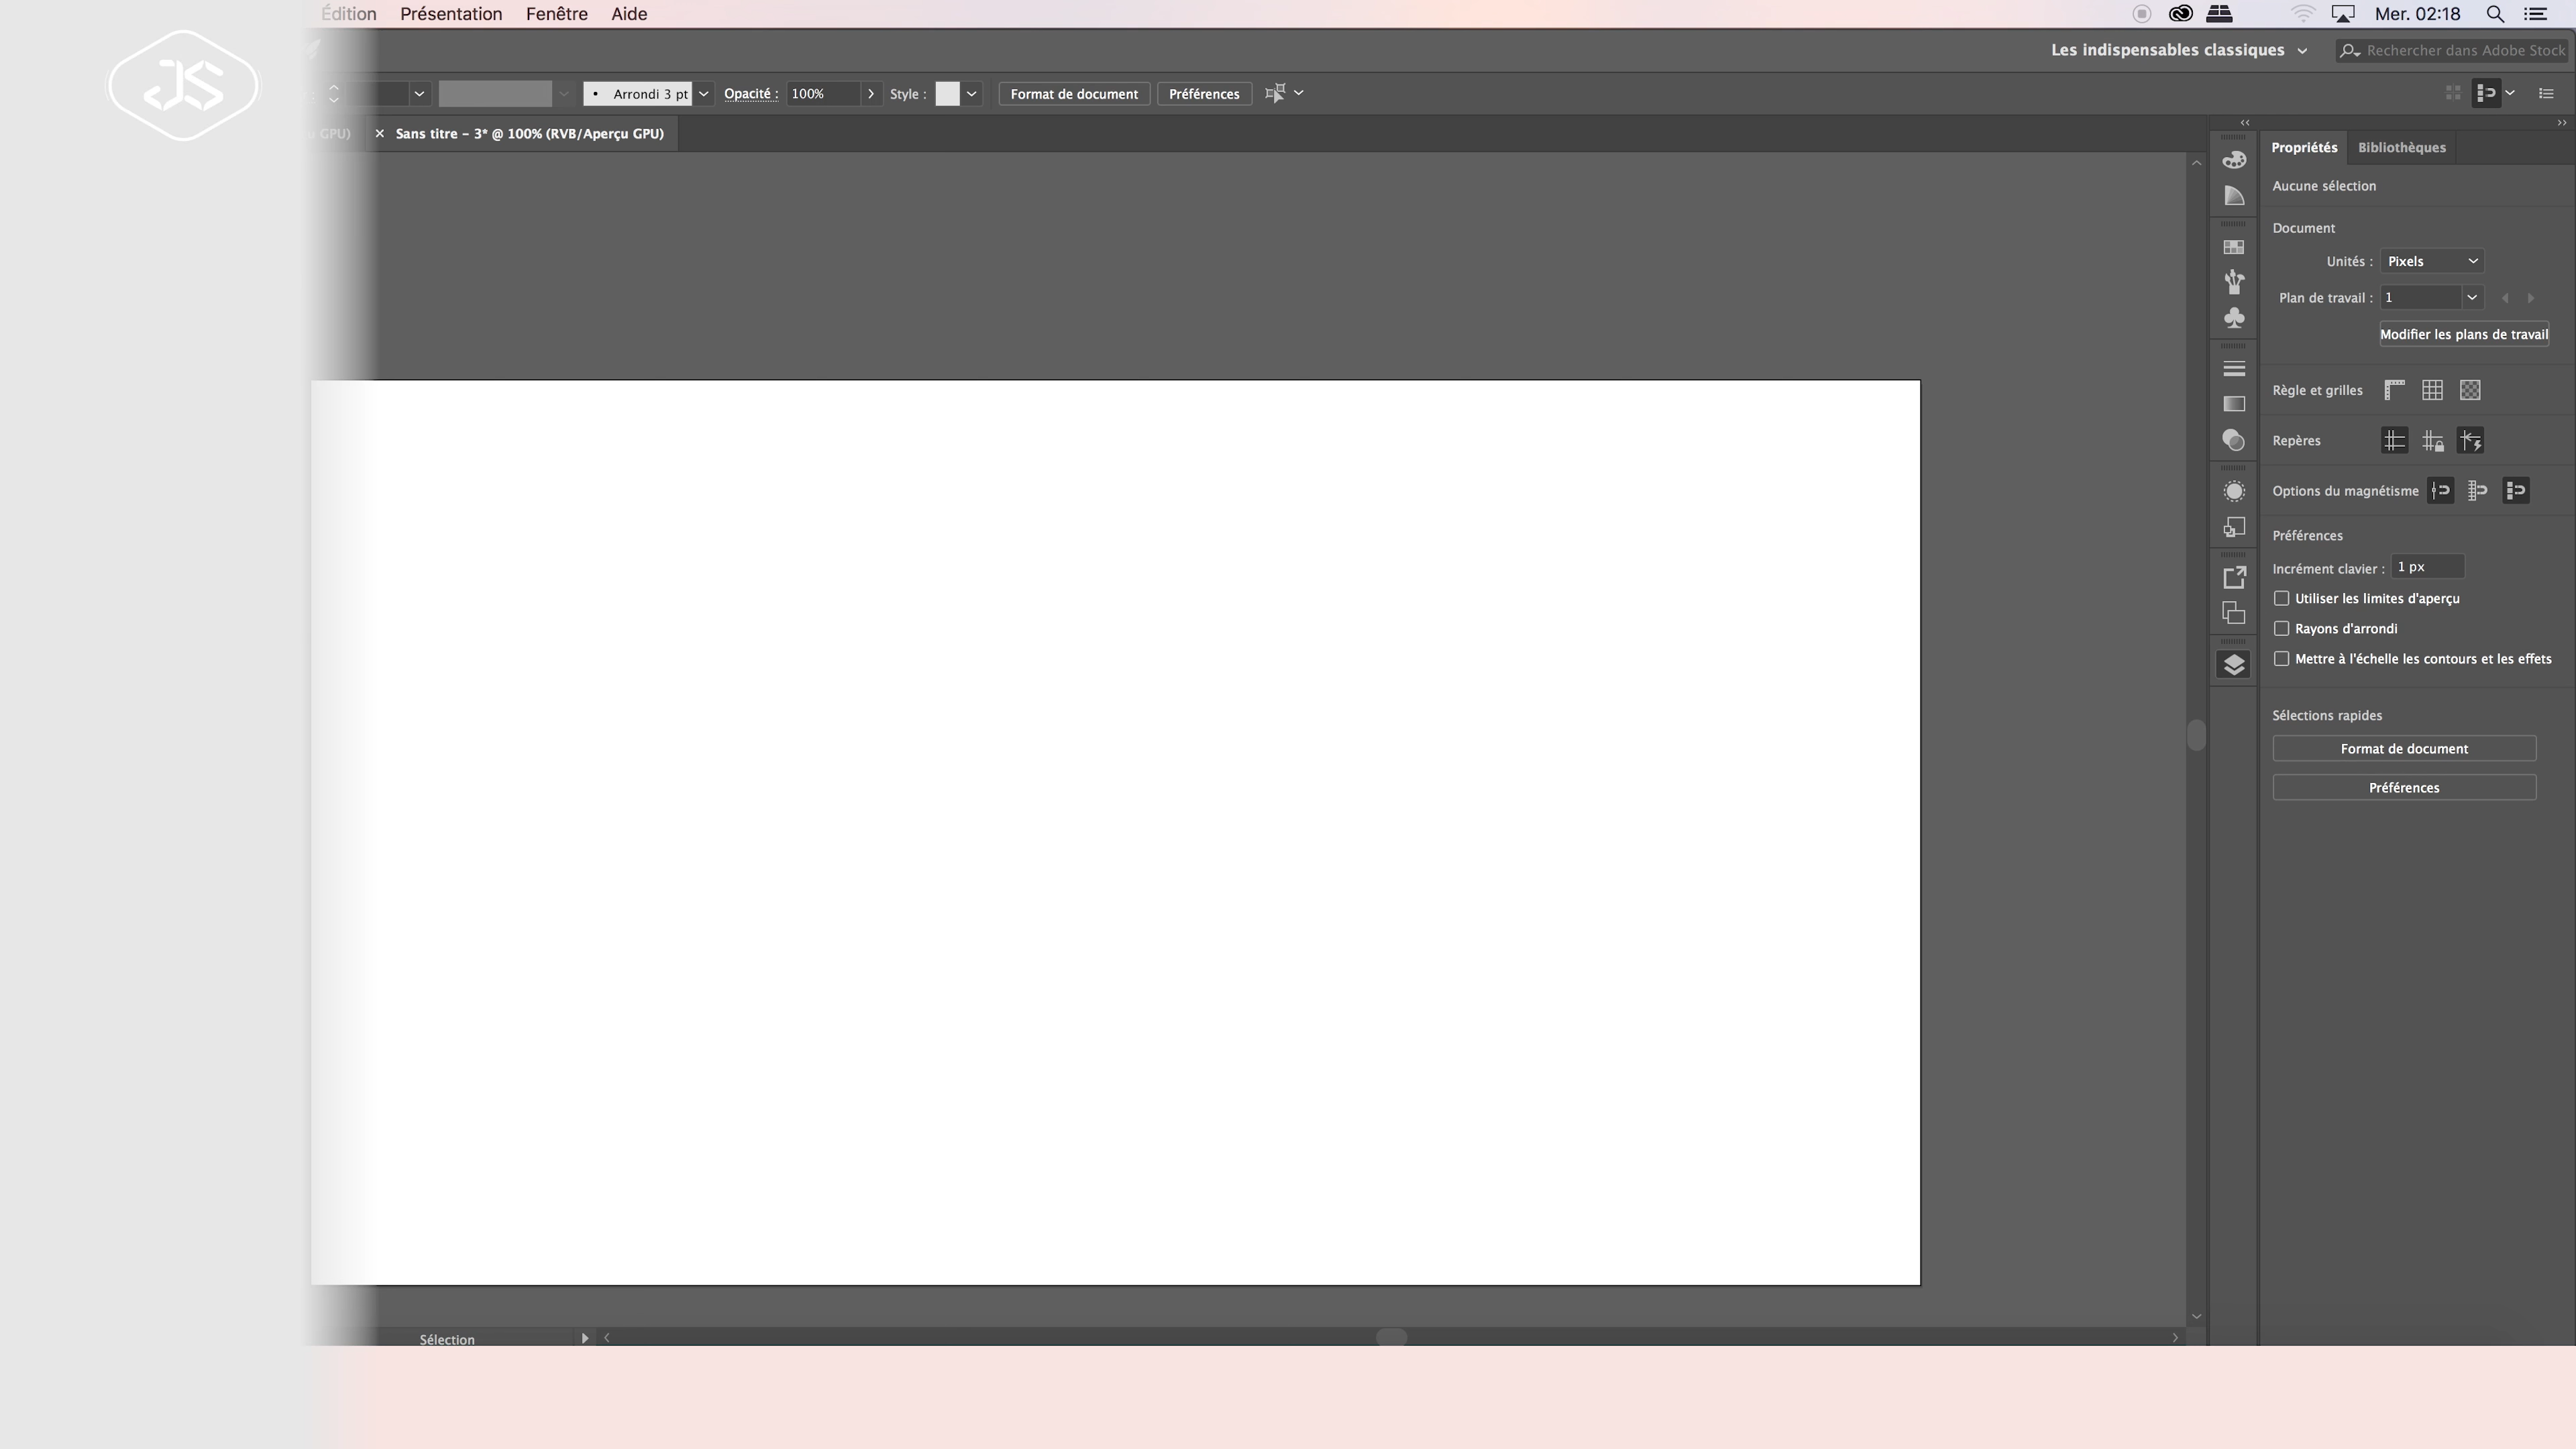 Édition Présentation Fenêtre Aide Mer. 02:18
JS
Les indispensables classiques Rechercher dans Adobe Stock
Arrondi 3 pt Opacité : 100% Style : Format de document Préférences
GPU) × Sans titre - 3* @ 100% (RVB/Aperçu GPU)
Propriétés Bibliothèques
Aucune sélection
Document
Unités : Pixels
Plan de travail : 1
Modifier les plans de travail
Règle et grilles
Repères
Options du magnétisme
Préférences
Incrément clavier : 1 px
Utiliser les limites d'aperçu
Rayons d'arrondi
Mettre à l'échelle les contours et les effets
Sélections rapides
Format de document
Préférences
Sélection